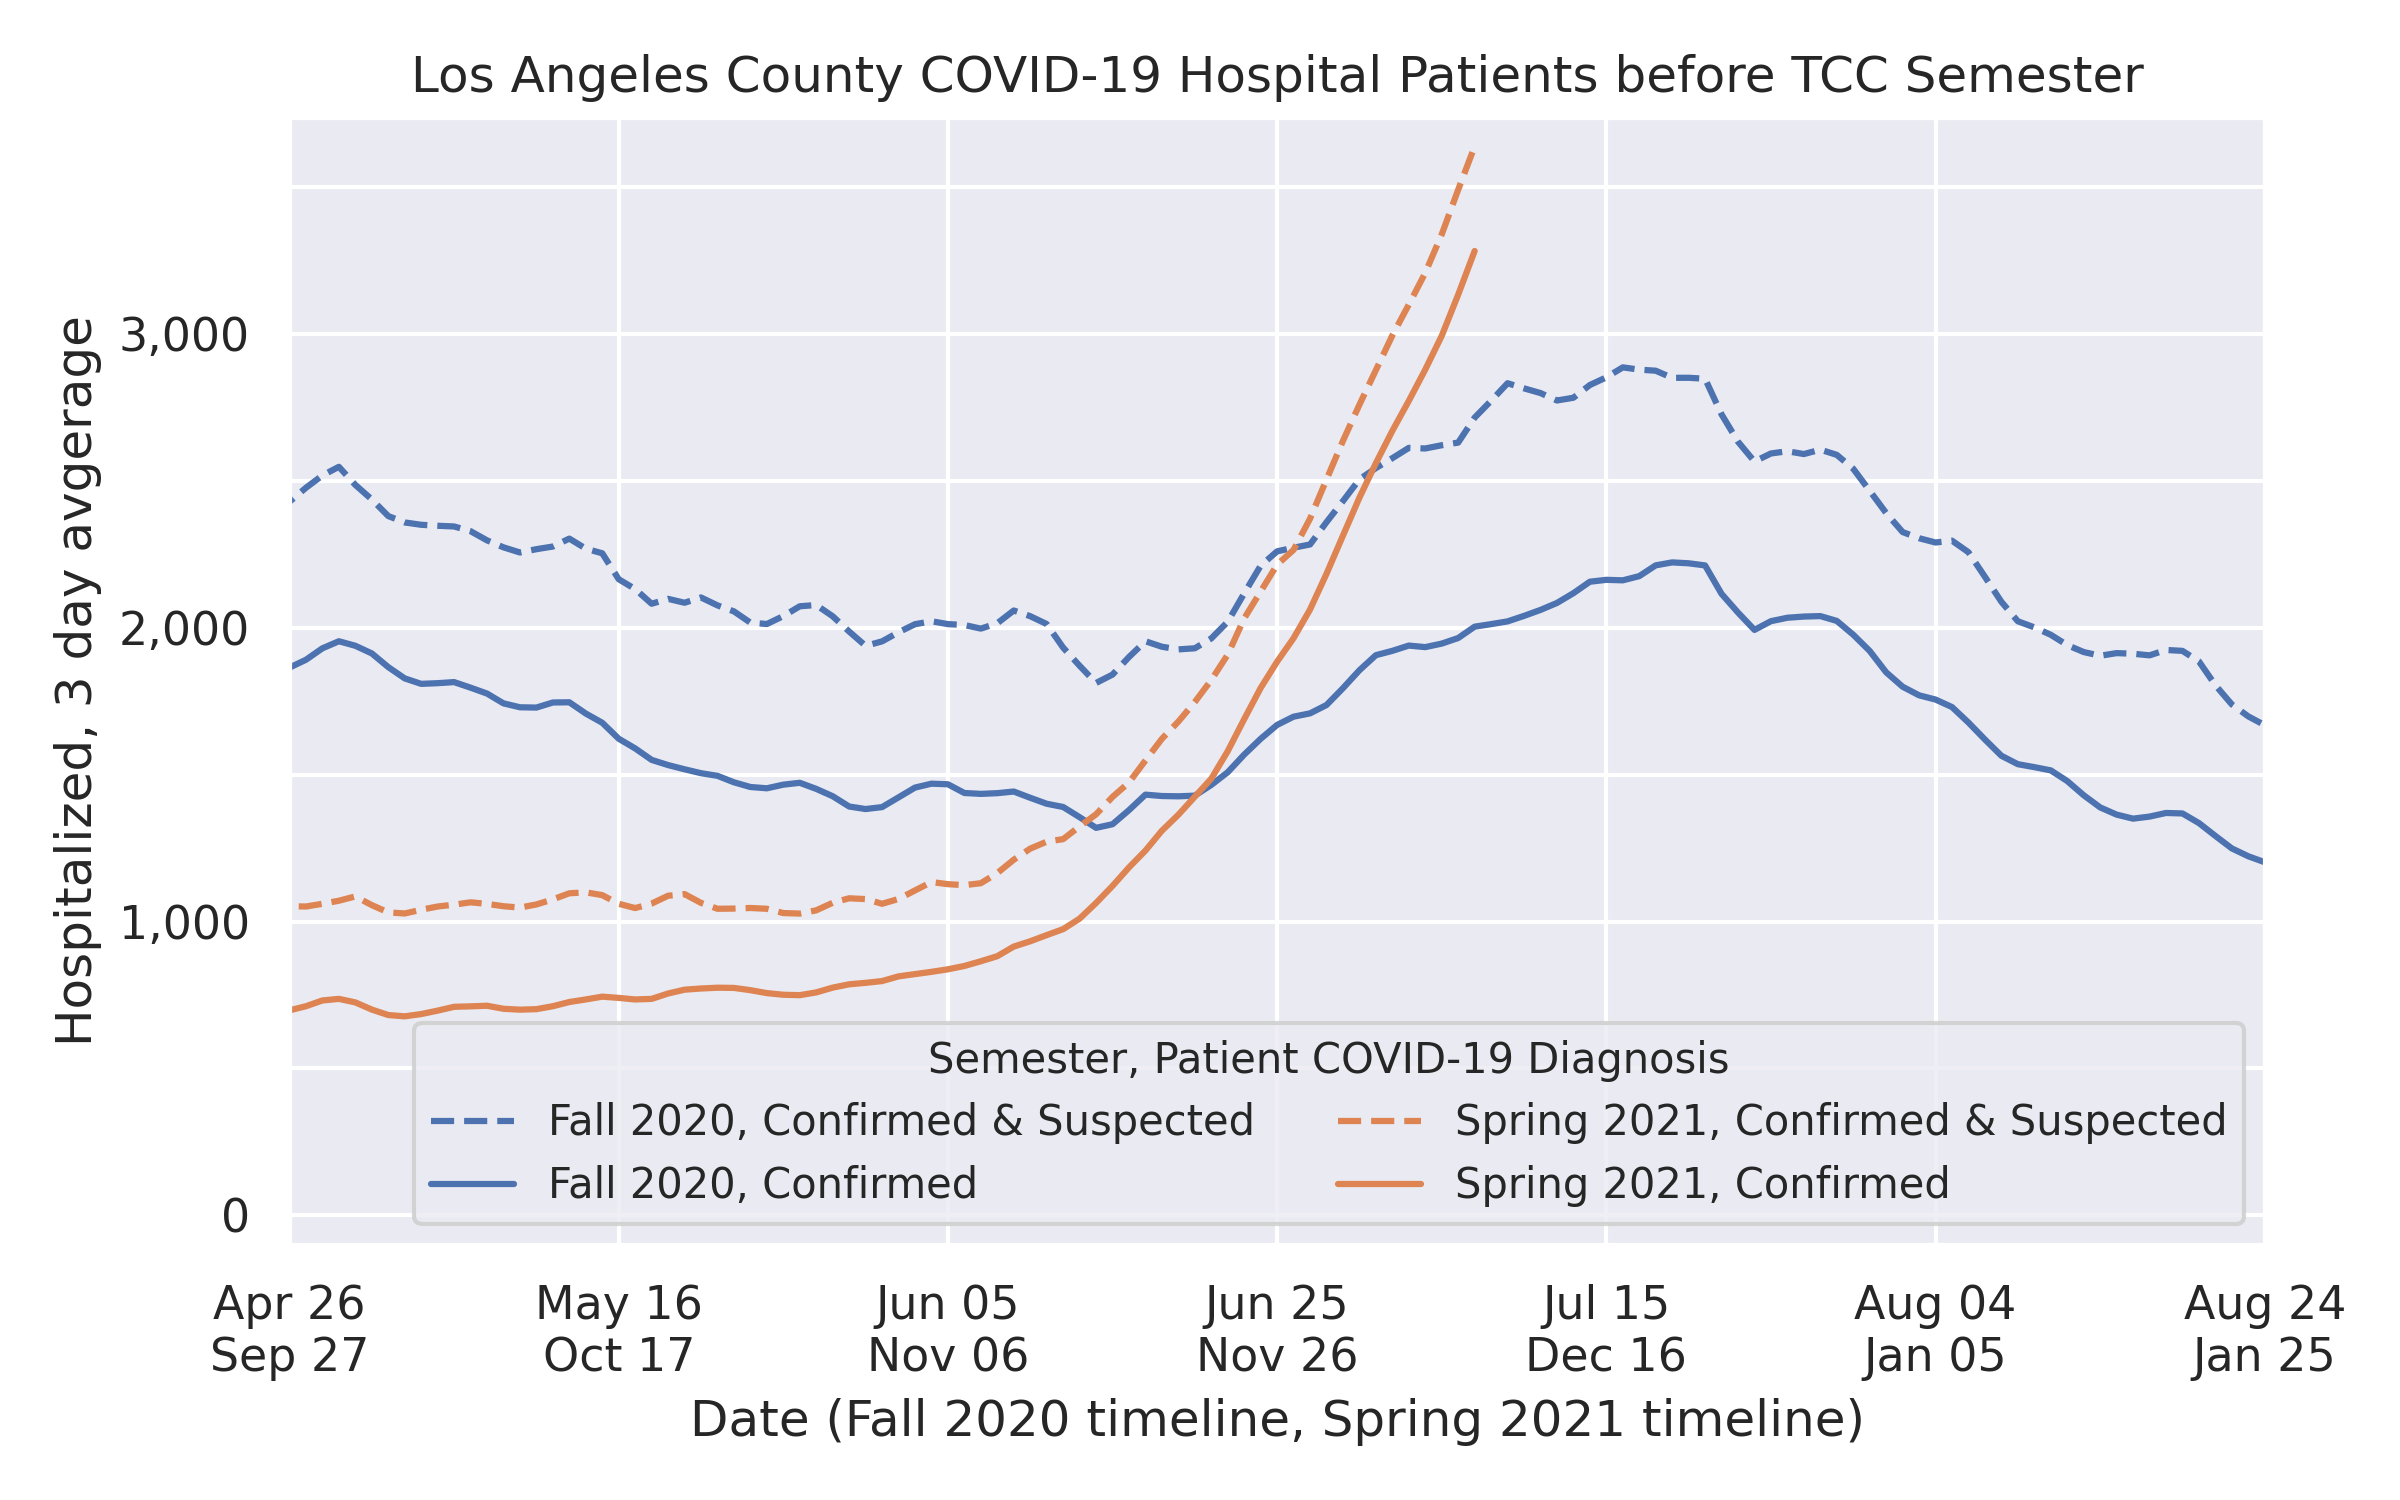 Los Angeles County COVID-19 Hospital Patients before TCC Semester
Hospitalized, 3 day avgerage
3,000
2,000
1,000
0
Semester, Patient COVID-19 Diagnosis
Fall 2020, Confirmed & Suspected
Fall 2020, Confirmed
Spring 2021, Confirmed & Suspected
Spring 2021, Confirmed
Apr 26
Sep 27
May 16
Oct 17
Jun 05
Nov 06
Jun 25
Nov 26
Jul 15
Dec 16
Aug 04
Jan 05
Aug 24
Jan 25
Date (Fall 2020 timeline, Spring 2021 timeline)